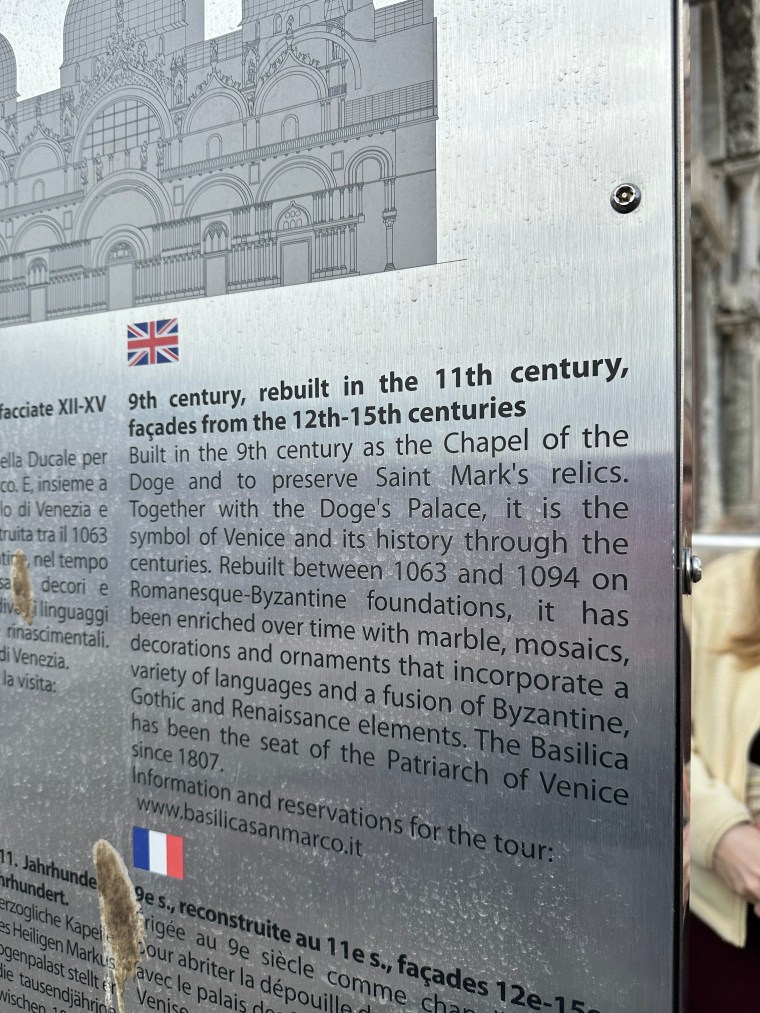 facciate XII-XV
ella Ducale per
co. È, insieme a
lo di Venezia e
truita tra il 1063
nel tempo
decori e
i linguaggi
rinascimentali.
di Venezia.
la visita:
9th century, rebuilt in the 11th century,
façades from the 12th-15th centuries
Built in the 9th century as the Chapel of the
Doge and to preserve Saint Mark's relics.
Together with the Doge's Palace, it is the
symbol of Venice and its history through the
centuries. Rebuilt between 1063 and 1094 on
Romanesque-Byzantine foundations, it has
been enriched over time with marble, mosaics,
decorations and ornaments that incorporate a
variety of languages and a fusion of Byzantine,
Gothic and Renaissance elements. The Basilica
has been the seat of the Patriarch of Venice
since 1807.
Information and reservations for the tour:
www.basilicasanmarco.it
11. Jahrhunde
hrhundert.
erzogliche Kapel
es Heiligen Markus
ogenpalast stellt
die tausendjährig
wischen
9e s., reconstruite au 11e s., façades 12e-15e
rigée au 9e siècle comme
pour abriter la dépouille
avec le palais
Venise